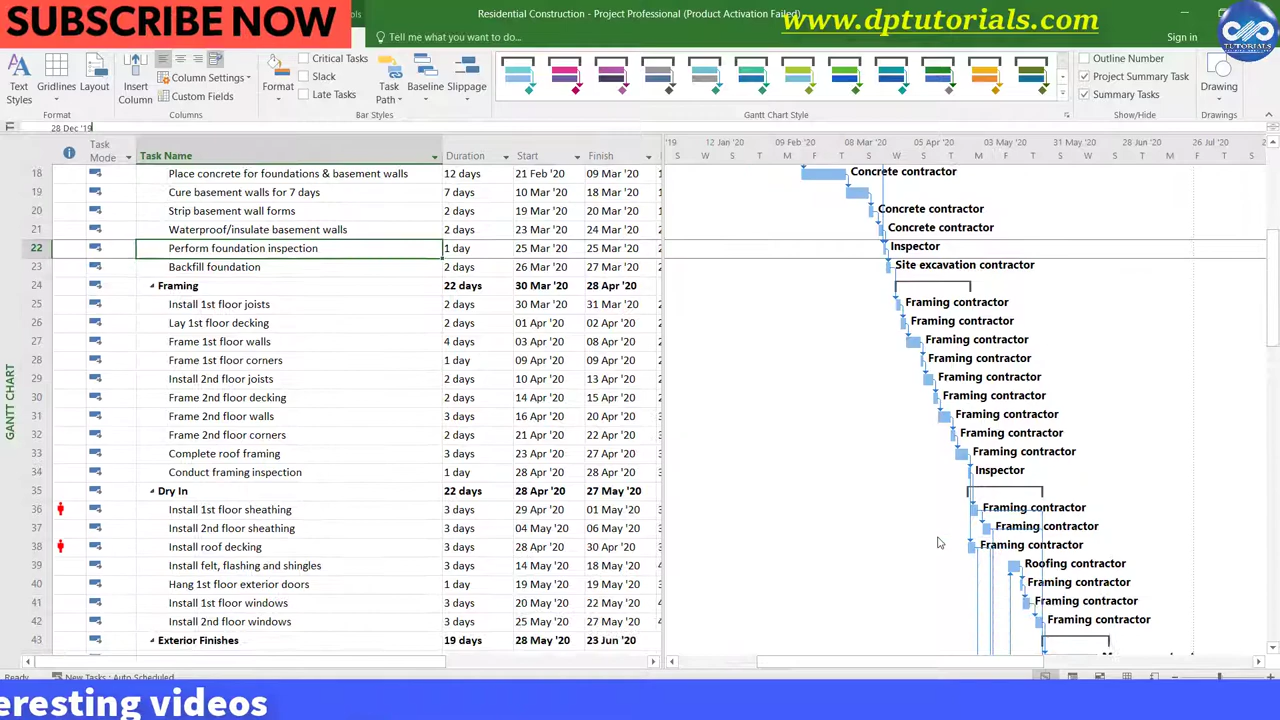 SUBSCRIBE NOW
Residential Construction - Project Professional (Product Activation Failed)
www.dptutorials.com
TUTORIALS
Tell me what you want to do...
Sign in
Text Styles
Gridlines
Layout
Format
Insert Column
Column Settings
Custom Fields
Columns
Format
Critical Tasks
Slack
Late Tasks
Task Path
Baseline
Slippage
Bar Styles
Gantt Chart Style
Outline Number
Project Summary Task
Summary Tasks
Show/Hide
Drawing
Drawings
28 Dec '19
Task Mode
Task Name
Duration
Start
Finish
'19
12 Jan '20
09 Feb '20
08 Mar '20
05 Apr '20
03 May '20
31 May '20
28 Jun '20
26 Jul '20
S W S T M F T S W S T M F T S W S
18 Place concrete for foundations & basement walls 12 days 21 Feb '20 09 Mar '20 Concrete contractor
19 Cure basement walls for 7 days 7 days 10 Mar '20 18 Mar '20
20 Strip basement wall forms 2 days 19 Mar '20 20 Mar '20 Concrete contractor
21 Waterproof/insulate basement walls 2 days 23 Mar '20 24 Mar '20 Concrete contractor
22 Perform foundation inspection 1 day 25 Mar '20 25 Mar '20 Inspector
23 Backfill foundation 2 days 26 Mar '20 27 Mar '20 Site excavation contractor
24 Framing 22 days 30 Mar '20 28 Apr '20
25 Install 1st floor joists 2 days 30 Mar '20 31 Mar '20 Framing contractor
26 Lay 1st floor decking 2 days 01 Apr '20 02 Apr '20 Framing contractor
27 Frame 1st floor walls 4 days 03 Apr '20 08 Apr '20 Framing contractor
28 Frame 1st floor corners 1 day 09 Apr '20 09 Apr '20 Framing contractor
29 Install 2nd floor joists 2 days 10 Apr '20 13 Apr '20 Framing contractor
30 Frame 2nd floor decking 2 days 14 Apr '20 15 Apr '20 Framing contractor
31 Frame 2nd floor walls 3 days 16 Apr '20 20 Apr '20 Framing contractor
32 Frame 2nd floor corners 2 days 21 Apr '20 22 Apr '20 Framing contractor
33 Complete roof framing 3 days 23 Apr '20 27 Apr '20 Framing contractor
34 Conduct framing inspection 1 day 28 Apr '20 28 Apr '20 Inspector
35 Dry In 22 days 28 Apr '20 27 May '20
36 Install 1st floor sheathing 3 days 29 Apr '20 01 May '20 Framing contractor
37 Install 2nd floor sheathing 3 days 04 May '20 06 May '20 Framing contractor
38 Install roof decking 3 days 28 Apr '20 30 Apr '20 Framing contractor
39 Install felt, flashing and shingles 3 days 14 May '20 18 May '20 Roofing contractor
40 Hang 1st floor exterior doors 1 day 19 May '20 19 May '20 Framing contractor
41 Install 1st floor windows 3 days 20 May '20 22 May '20 Framing contractor
42 Install 2nd floor windows 3 days 25 May '20 27 May '20 Framing contractor
43 Exterior Finishes 19 days 28 May '20 23 Jun '20
GANTT CHART
Ready
New Tasks : Auto Scheduled
eresting videos